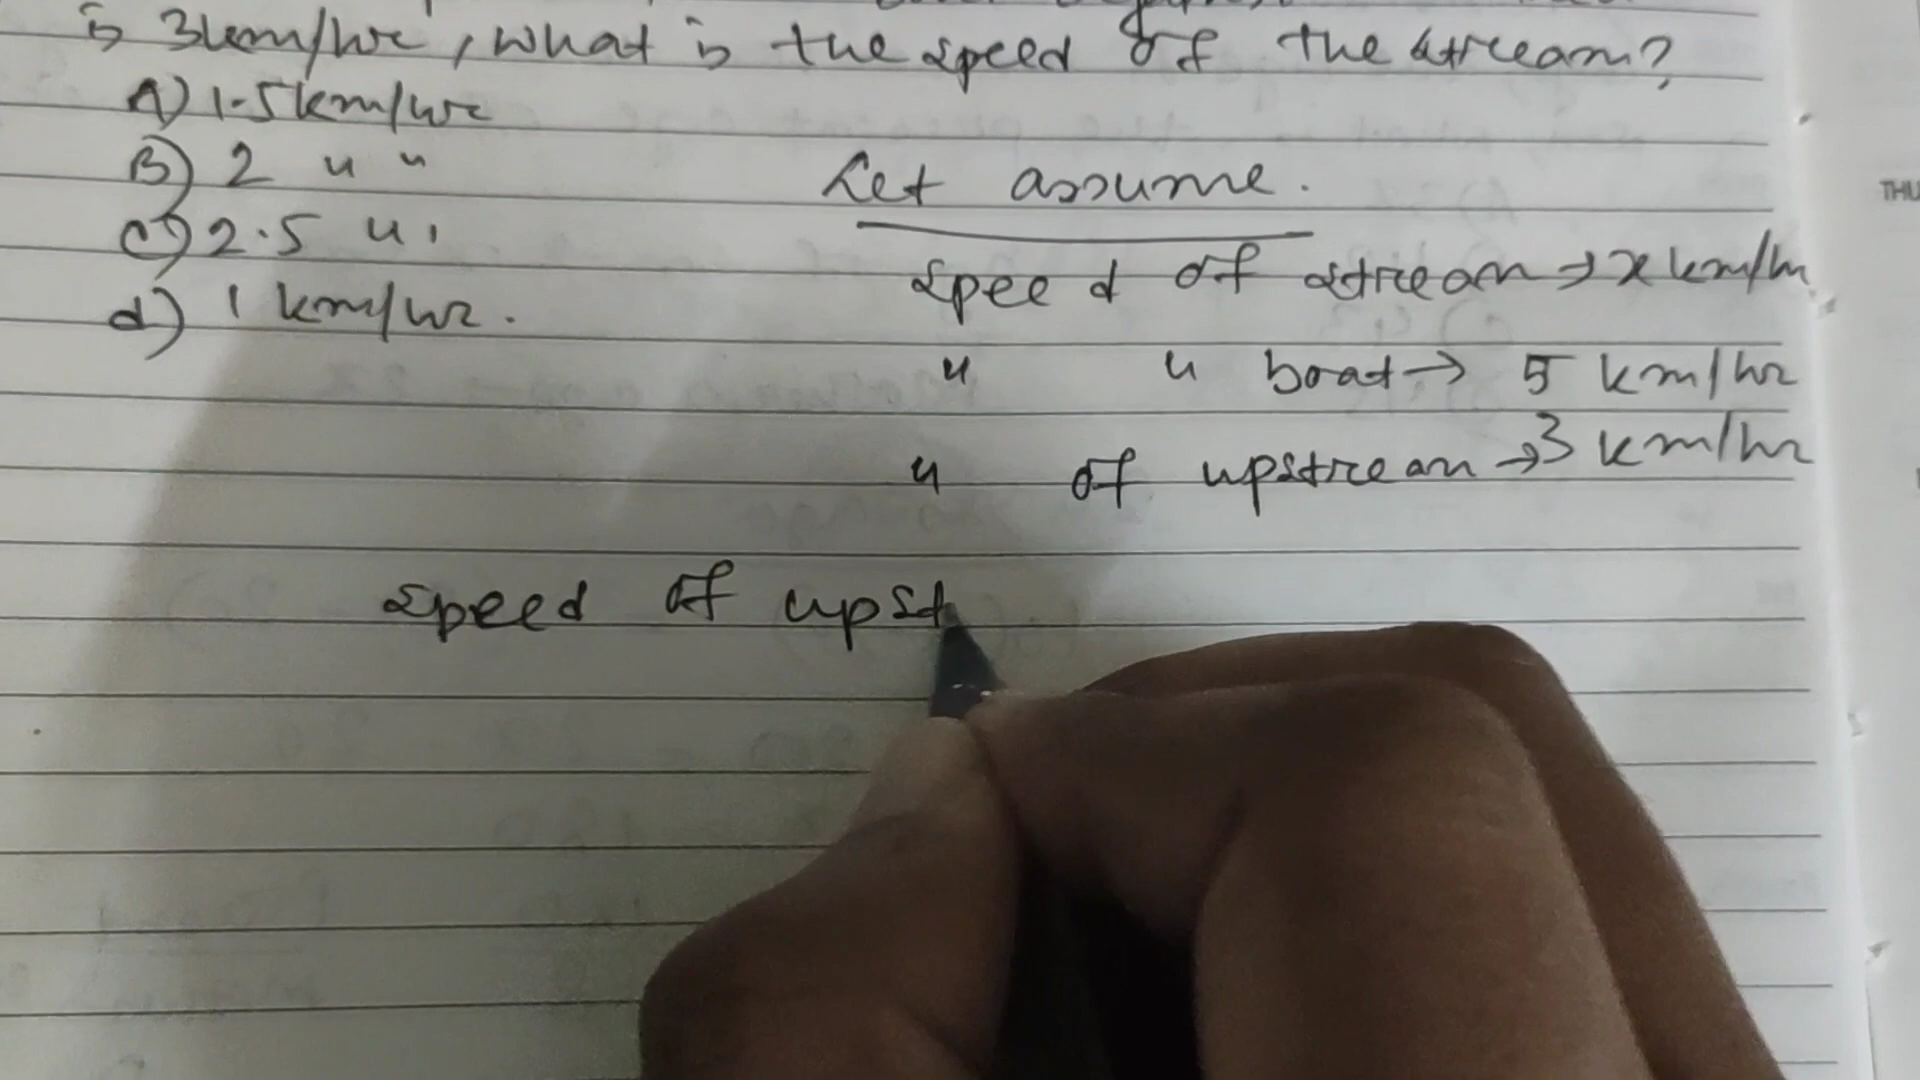 is 3km/hr, what is the speed of the stream?
A) 1.5km/hr
B) 2 " "
C) 2.5 "
d) 1 km/hr.
Let assume.
speed of stream → x km/h
" " boat → 5 km/hr
" of upstream → 3 km/hr
speed of upst
THU